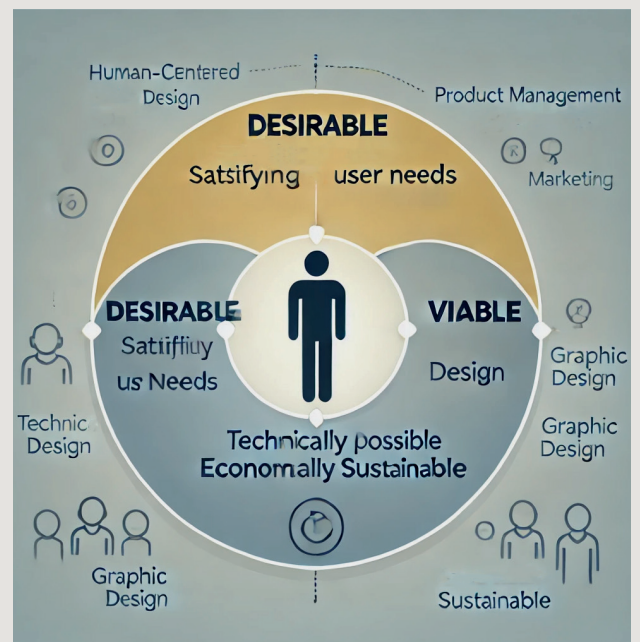 Human-Centered
Design
Product Management
DESIRABLE
Satsifying user needs
Marketing
DESIRABLE
us Needs
VIABLE
Design
Graphic
Design
Technic
Design
Graphic
Design
Technically possible
Economally Sustainable
Graphic
Design
Sustainable